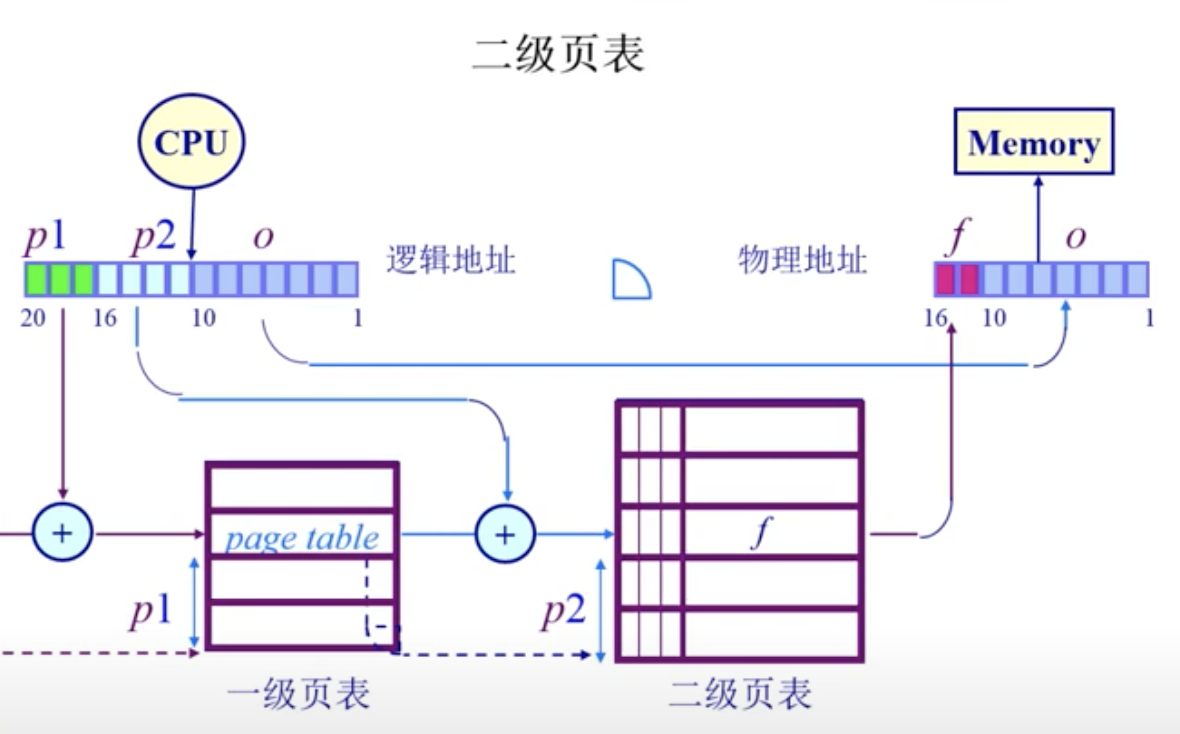 二级页表
CPU
Memory
p1 p2 o 逻辑地址 物理地址 f o
20 16 10 1 16 10 1
+ page table + f
p1 p2
一级页表 二级页表